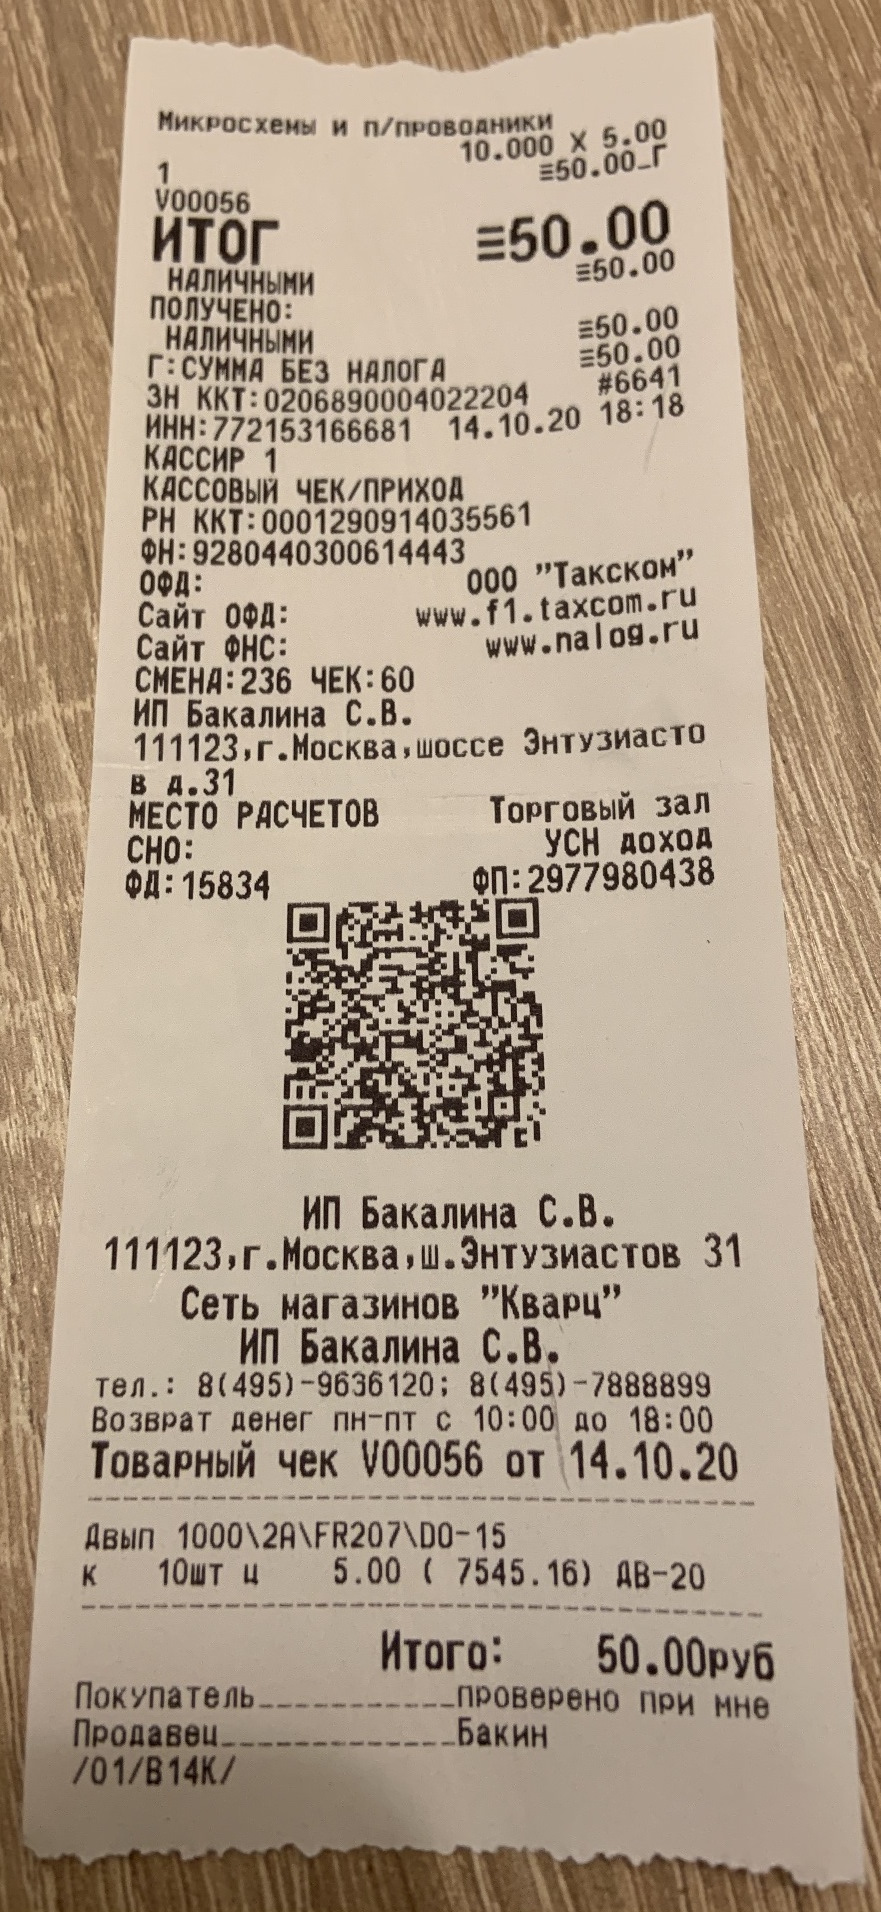 Микросхемы и п/проводники
10.000 X 5.00
1 ≡50.00_Г
V00056
ИТОГ ≡50.00
НАЛИЧНЫМИ ≡50.00
ПОЛУЧЕНО:
НАЛИЧНЫМИ ≡50.00
Г:СУММА БЕЗ НАЛОГА ≡50.00
ЗН ККТ:0206890004022204 #6641
ИНН:772153166681 14.10.20 18:18
КАССИР 1
КАССОВЫЙ ЧЕК/ПРИХОД
РН ККТ:0001290914035561
ФН:9280440300614443
ОФД: ООО "Такском"
Сайт ОФД: www.f1.taxcom.ru
Сайт ФНС: www.nalog.ru
СМЕНА:236 ЧЕК:60
ИП Бакалина С.В.
111123,г.Москва,шоссе Энтузиасто
в д.31
МЕСТО РАСЧЕТОВ Торговый зал
СНО: УСН доход
ФД:15834 ФП:2977980438
ИП Бакалина С.В.
111123,г.Москва,ш.Энтузиастов 31
Сеть магазинов "Кварц"
ИП Бакалина С.В.
тел.: 8(495)-9636120; 8(495)-7888899
Возврат денег пн-пт с 10:00 до 18:00
Товарный чек V00056 от 14.10.20
Двып 1000\2A\FR207\DO-15
к 10шт ц 5.00 ( 7545.16) ДВ-20
Итого: 50.00руб
Покупатель___________проверено при мне
Продавец_____________Бакин
/01/B14K/